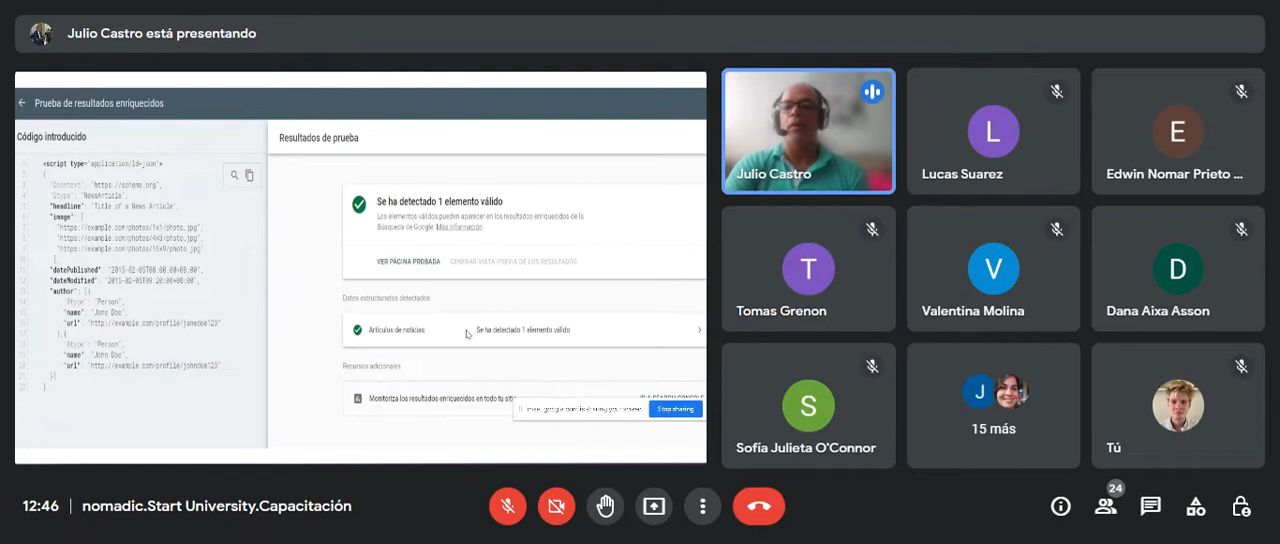 Julio Castro está presentando
Prueba de resultados enriquecidos
Código introducido
Resultados de prueba
<script type="application/ld+json">
{
"@context": "https://schema.org",
"@type": "NewsArticle",
"headline": "Title of a News Article",
"image": [
"https://example.com/photos/1x1/photo.jpg",
"https://example.com/photos/4x3/photo.jpg",
"https://example.com/photos/16x9/photo.jpg"
],
"datePublished": "2015-02-05T08:00:00+08:00",
"dateModified": "2015-02-05T09:20:00+08:00",
"author": [{
"@type": "Person",
"name": "Jane Doe",
"url": "http://example.com/profile/janedoe123"
},{
"@type": "Person",
"name": "John Doe",
"url": "http://example.com/profile/johndoe123"
}]
}
Se ha detectado 1 elemento válido
Los elementos válidos pueden aparecer en los resultados enriquecidos de la
Búsqueda de Google. Más información
VER PÁGINA PROBADA GENERAR VISTA PREVIA DE LOS RESULTADOS
Datos estructurados detectados
Artículos de noticias Se ha detectado 1 elemento válido
Recursos adicionales
Monitoriza los resultados enriquecidos en todo tu
meet.google.com is sharing your screen. Stop sharing
Julio Castro
L
Lucas Suarez
E
Edwin Nomar Prieto ...
T
Tomas Grenon
V
Valentina Molina
D
Dana Aixa Asson
S
Sofía Julieta O'Connor
J
15 más
Tú
12:46 | nomadic.Start University.Capacitación
24